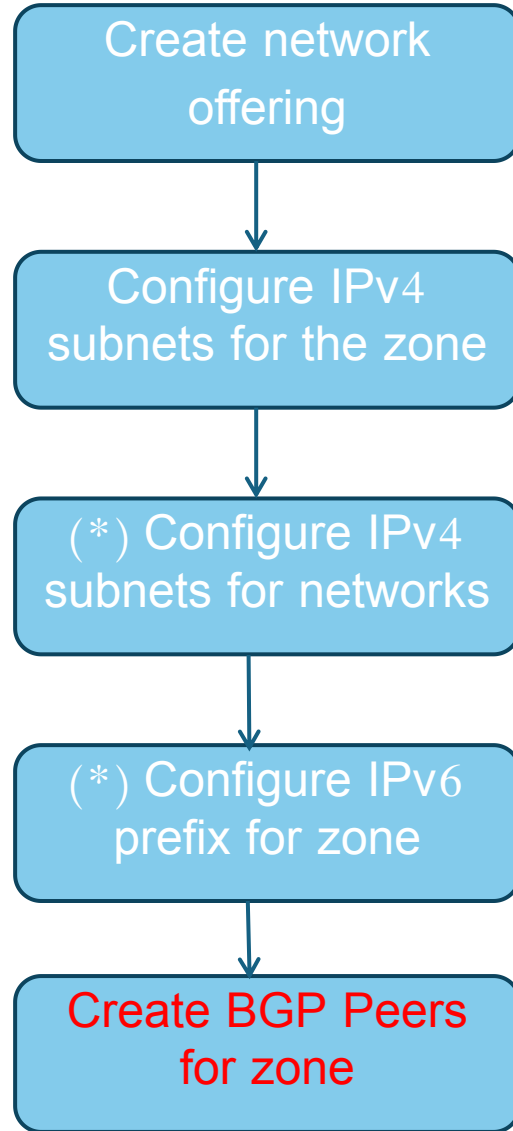 Create network
offering
Configure IPv4
subnets for the zone
(*) Configure IPv4
subnets for networks
(*) Configure IPv6
prefix for zone
Create BGP Peers
for zone